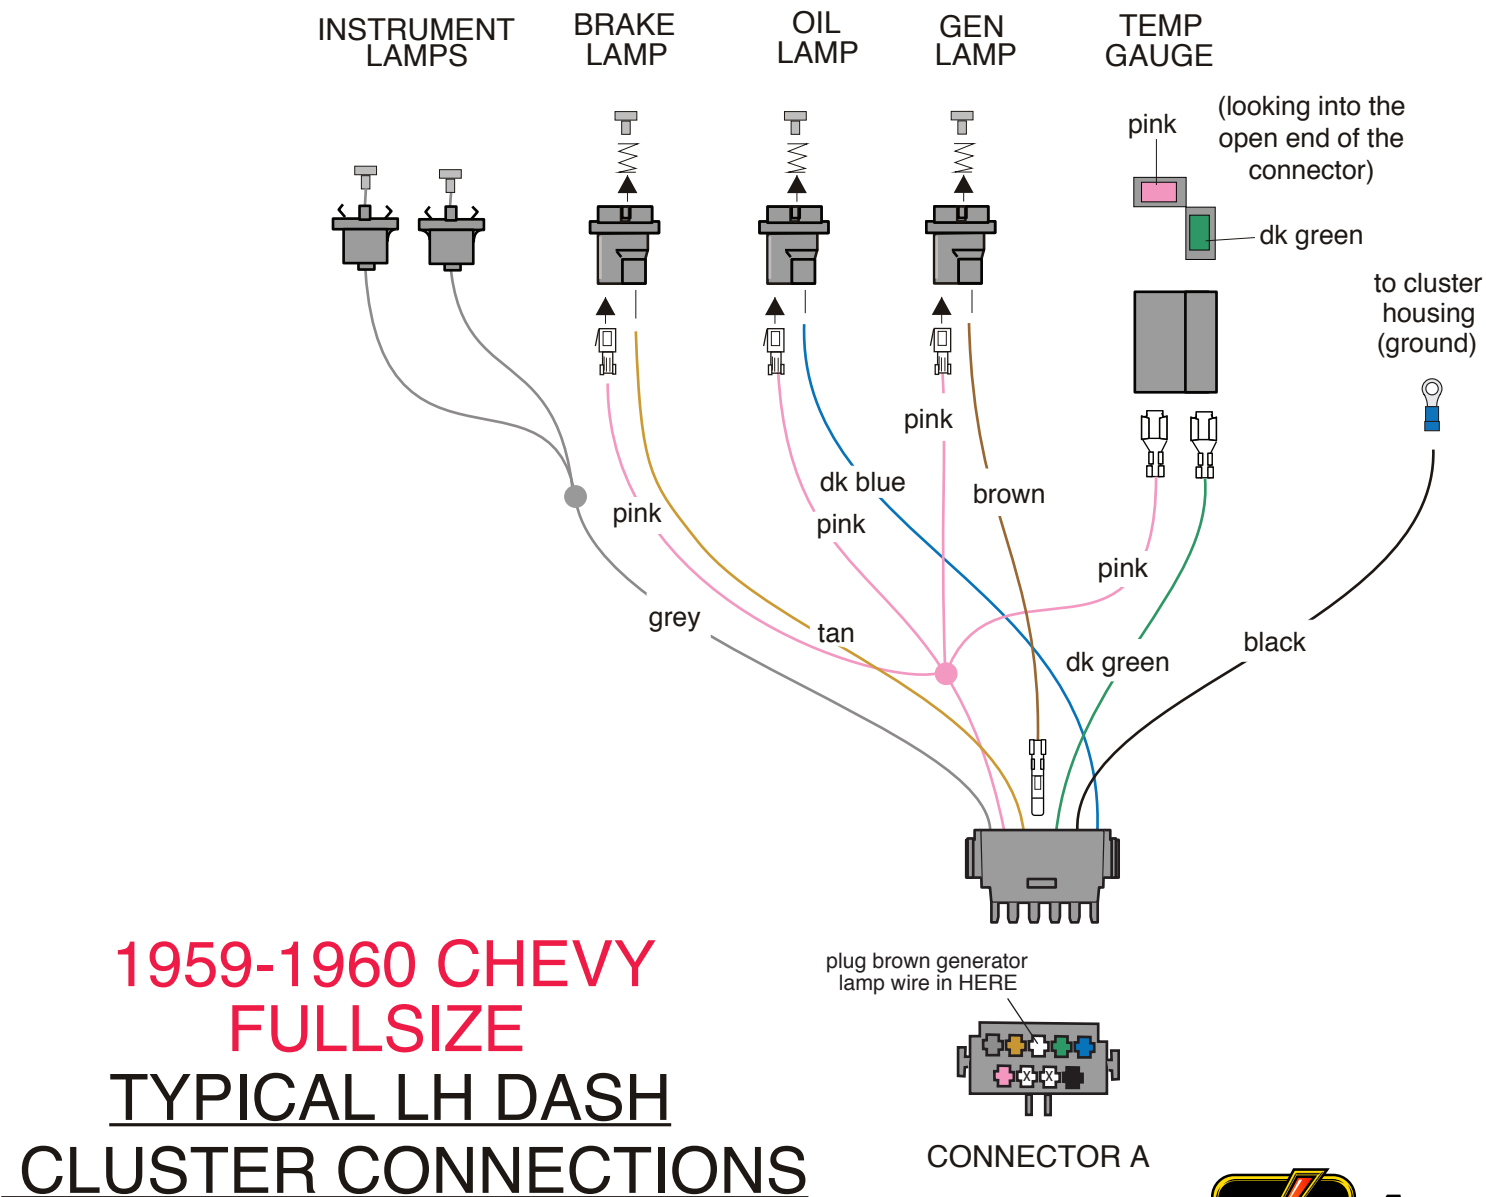 INSTRUMENT
LAMPS
BRAKE
LAMP
OIL
LAMP
GEN
LAMP
TEMP
GAUGE
pink
(looking into the
open end of the
connector)
dk green
to cluster
housing
(ground)
pink
dk blue
brown
pink
pink
pink
grey
tan
dk green
black
plug brown generator
lamp wire in HERE
X X
CONNECTOR A
1959-1960 CHEVY
FULLSIZE
TYPICAL LH DASH
CLUSTER CONNECTIONS